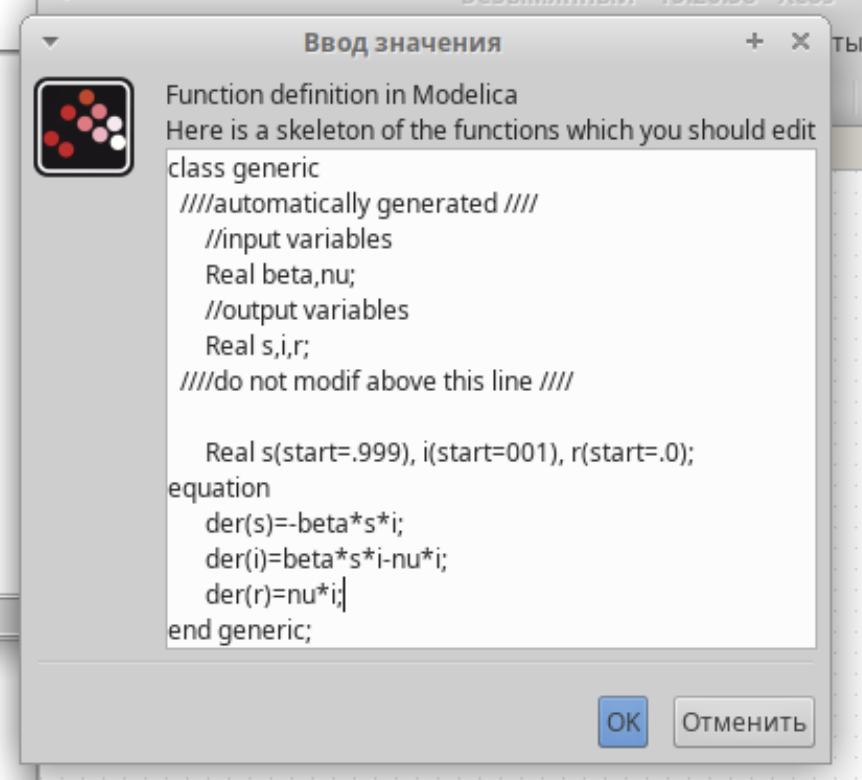 Ввод значения
ты
Function definition in Modelica
Here is a skeleton of the functions which you should edit
class generic
////automatically generated ////
//input variables
Real beta,nu;
//output variables
Real s,i,r;
////do not modif above this line ////
Real s(start=.999), i(start=001), r(start=.0);
equation
der(s)=-beta*s*i;
der(i)=beta*s*i-nu*i;
der(r)=nu*i;
end generic;
OK
Отменить